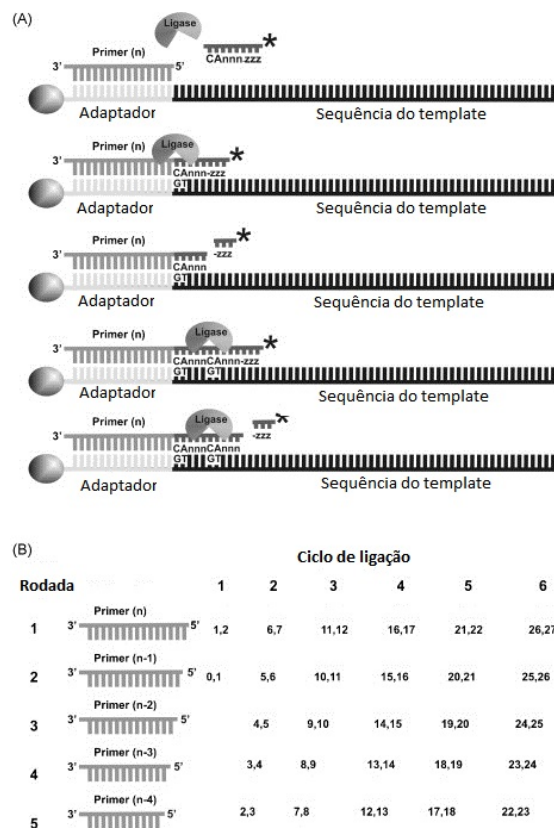 (A)
Ligase
*
Primer (n)
CAnnn-zzz
3' 5'
Adaptador Sequência do template
Primer (n) Ligase
*
3'
CAnnn-zzz
GT
Adaptador Sequência do template
Primer (n)
*
3'
-zzz
CAnnn
GT
Adaptador Sequência do template
Primer (n) Ligase
*
3'
CAnnnCAnnn-zzz
GT GT
Adaptador Sequência do template
Primer (n) Ligase
*
3'
-zzz
CAnnnCAnnn
GT GT
Adaptador Sequência do template
(B)
Ciclo de ligação
Rodada 1 2 3 4 5 6
Primer (n)
1 3' 5' 1,2 6,7 11,12 16,17 21,22 26,27
Primer (n-1)
2 3' 5' 0,1 5,6 10,11 15,16 20,21 25,26
Primer (n-2)
3 3' 5' 4,5 9,10 14,15 19,20 24,25
Primer (n-3)
4 3' 5' 3,4 8,9 13,14 18,19 23,24
Primer (n-4)
5 3' 5' 2,3 7,8 12,13 17,18 22,23